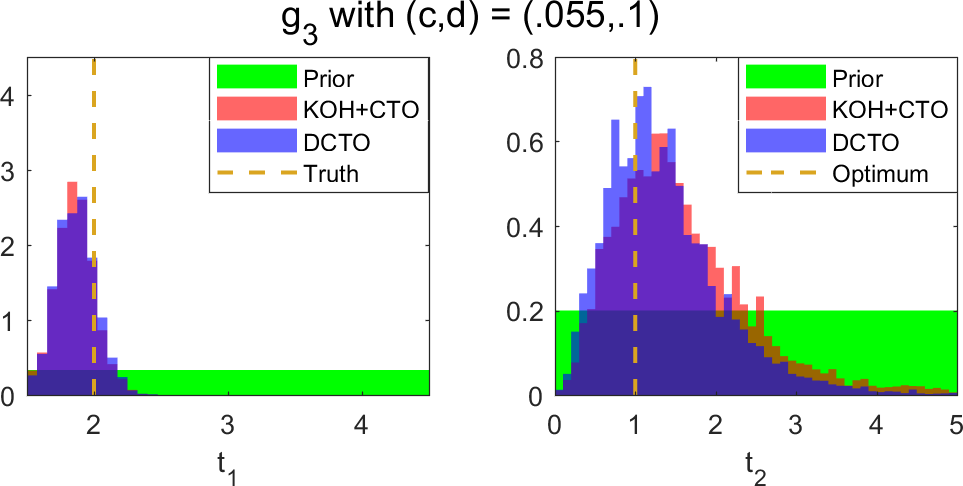 g3 with (c,d) = (.055,.1)
Prior
KOH+CTO
DCTO
Truth
0
1
2
3
4
2
3
4
t1
Prior
KOH+CTO
DCTO
Optimum
0
0.2
0.4
0.6
0.8
0
1
2
3
4
5
t2